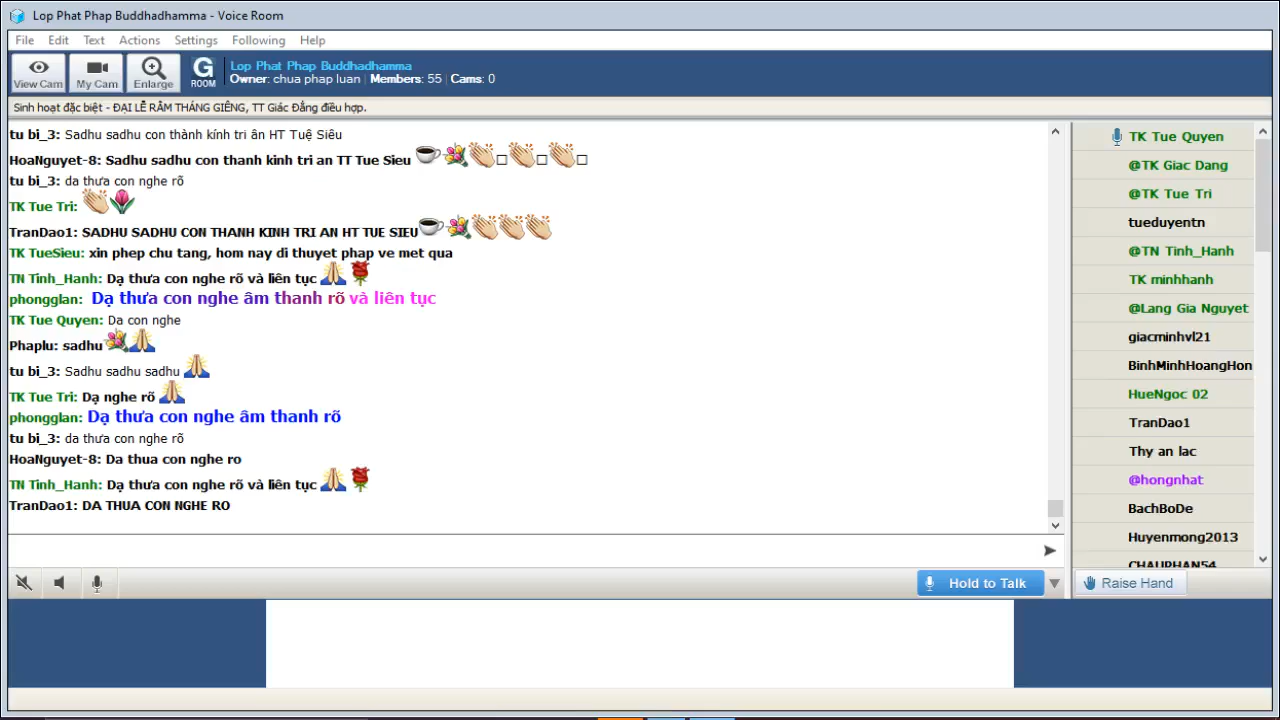 Lop Phat Phap Buddhadhamma - Voice Room
File Edit Text Actions Settings Following Help
View Cam My Cam Enlarge G ROOM
Lop Phat Phap Buddhadhamma
Owner: chua phap luan | Members: 55 | Cams: 0
Sinh hoạt đặc biệt - ĐẠI LỄ RẰM THÁNG GIÊNG, TT Giác Đẳng điều hợp.
tu bi_3: Sadhu sadhu con thành kính tri ân HT Tuệ Siêu
HoaNguyet-8: Sadhu sadhu con thanh kinh tri an TT Tue Sieu ☕💐👏□👏□👏□
tu bi_3: da thưa con nghe rõ
TK Tue Tri: 👏🌷
TranDao1: SADHU SADHU CON THANH KINH TRI AN HT TUE SIEU☕💐👏👏👏
TK TueSieu: xin phep chu tang, hom nay di thuyet phap ve met qua
TN Tinh_Hanh: Dạ thưa con nghe rõ và liên tục 🙏🌹
phongglan: Dạ thưa con nghe âm thanh rõ và liên tục
TK Tue Quyen: Da con nghe
Phaplu: sadhu 💐🙏
tu bi_3: Sadhu sadhu sadhu 🙏
TK Tue Tri: Dạ nghe rõ 🙏
phongglan: Dạ thưa con nghe âm thanh rõ
tu bi_3: da thưa con nghe rõ
HoaNguyet-8: Da thua con nghe ro
TN Tinh_Hanh: Dạ thưa con nghe rõ và liên tục 🙏🌹
TranDao1: DA THUA CON NGHE RO
TK Tue Quyen
@TK Giac Dang
@TK Tue Tri
tueduyentn
@TN Tinh_Hanh
TK minhhanh
@Lang Gia Nguyet
giacminhvl21
BinhMinhHoangHon
HueNgoc 02
TranDao1
Thy an lac
@hongnhat
BachBoDe
Huyenmong2013
CHAUPHAN54
Hold to Talk
Raise Hand